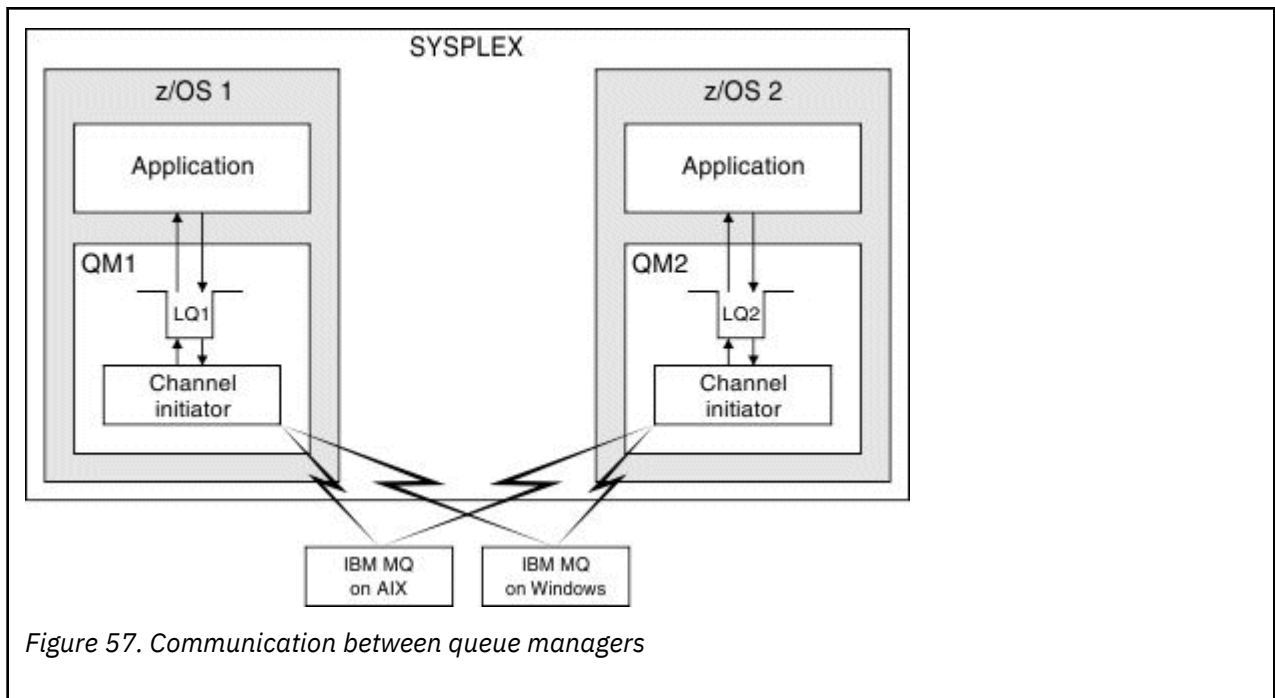 SYSPLEX
z/OS 1
Application
QM1
LQ1
Channel
initiator
z/OS 2
Application
QM2
LQ2
Channel
initiator
IBM MQ
on AIX
IBM MQ
on Windows
Figure 57. Communication between queue managers